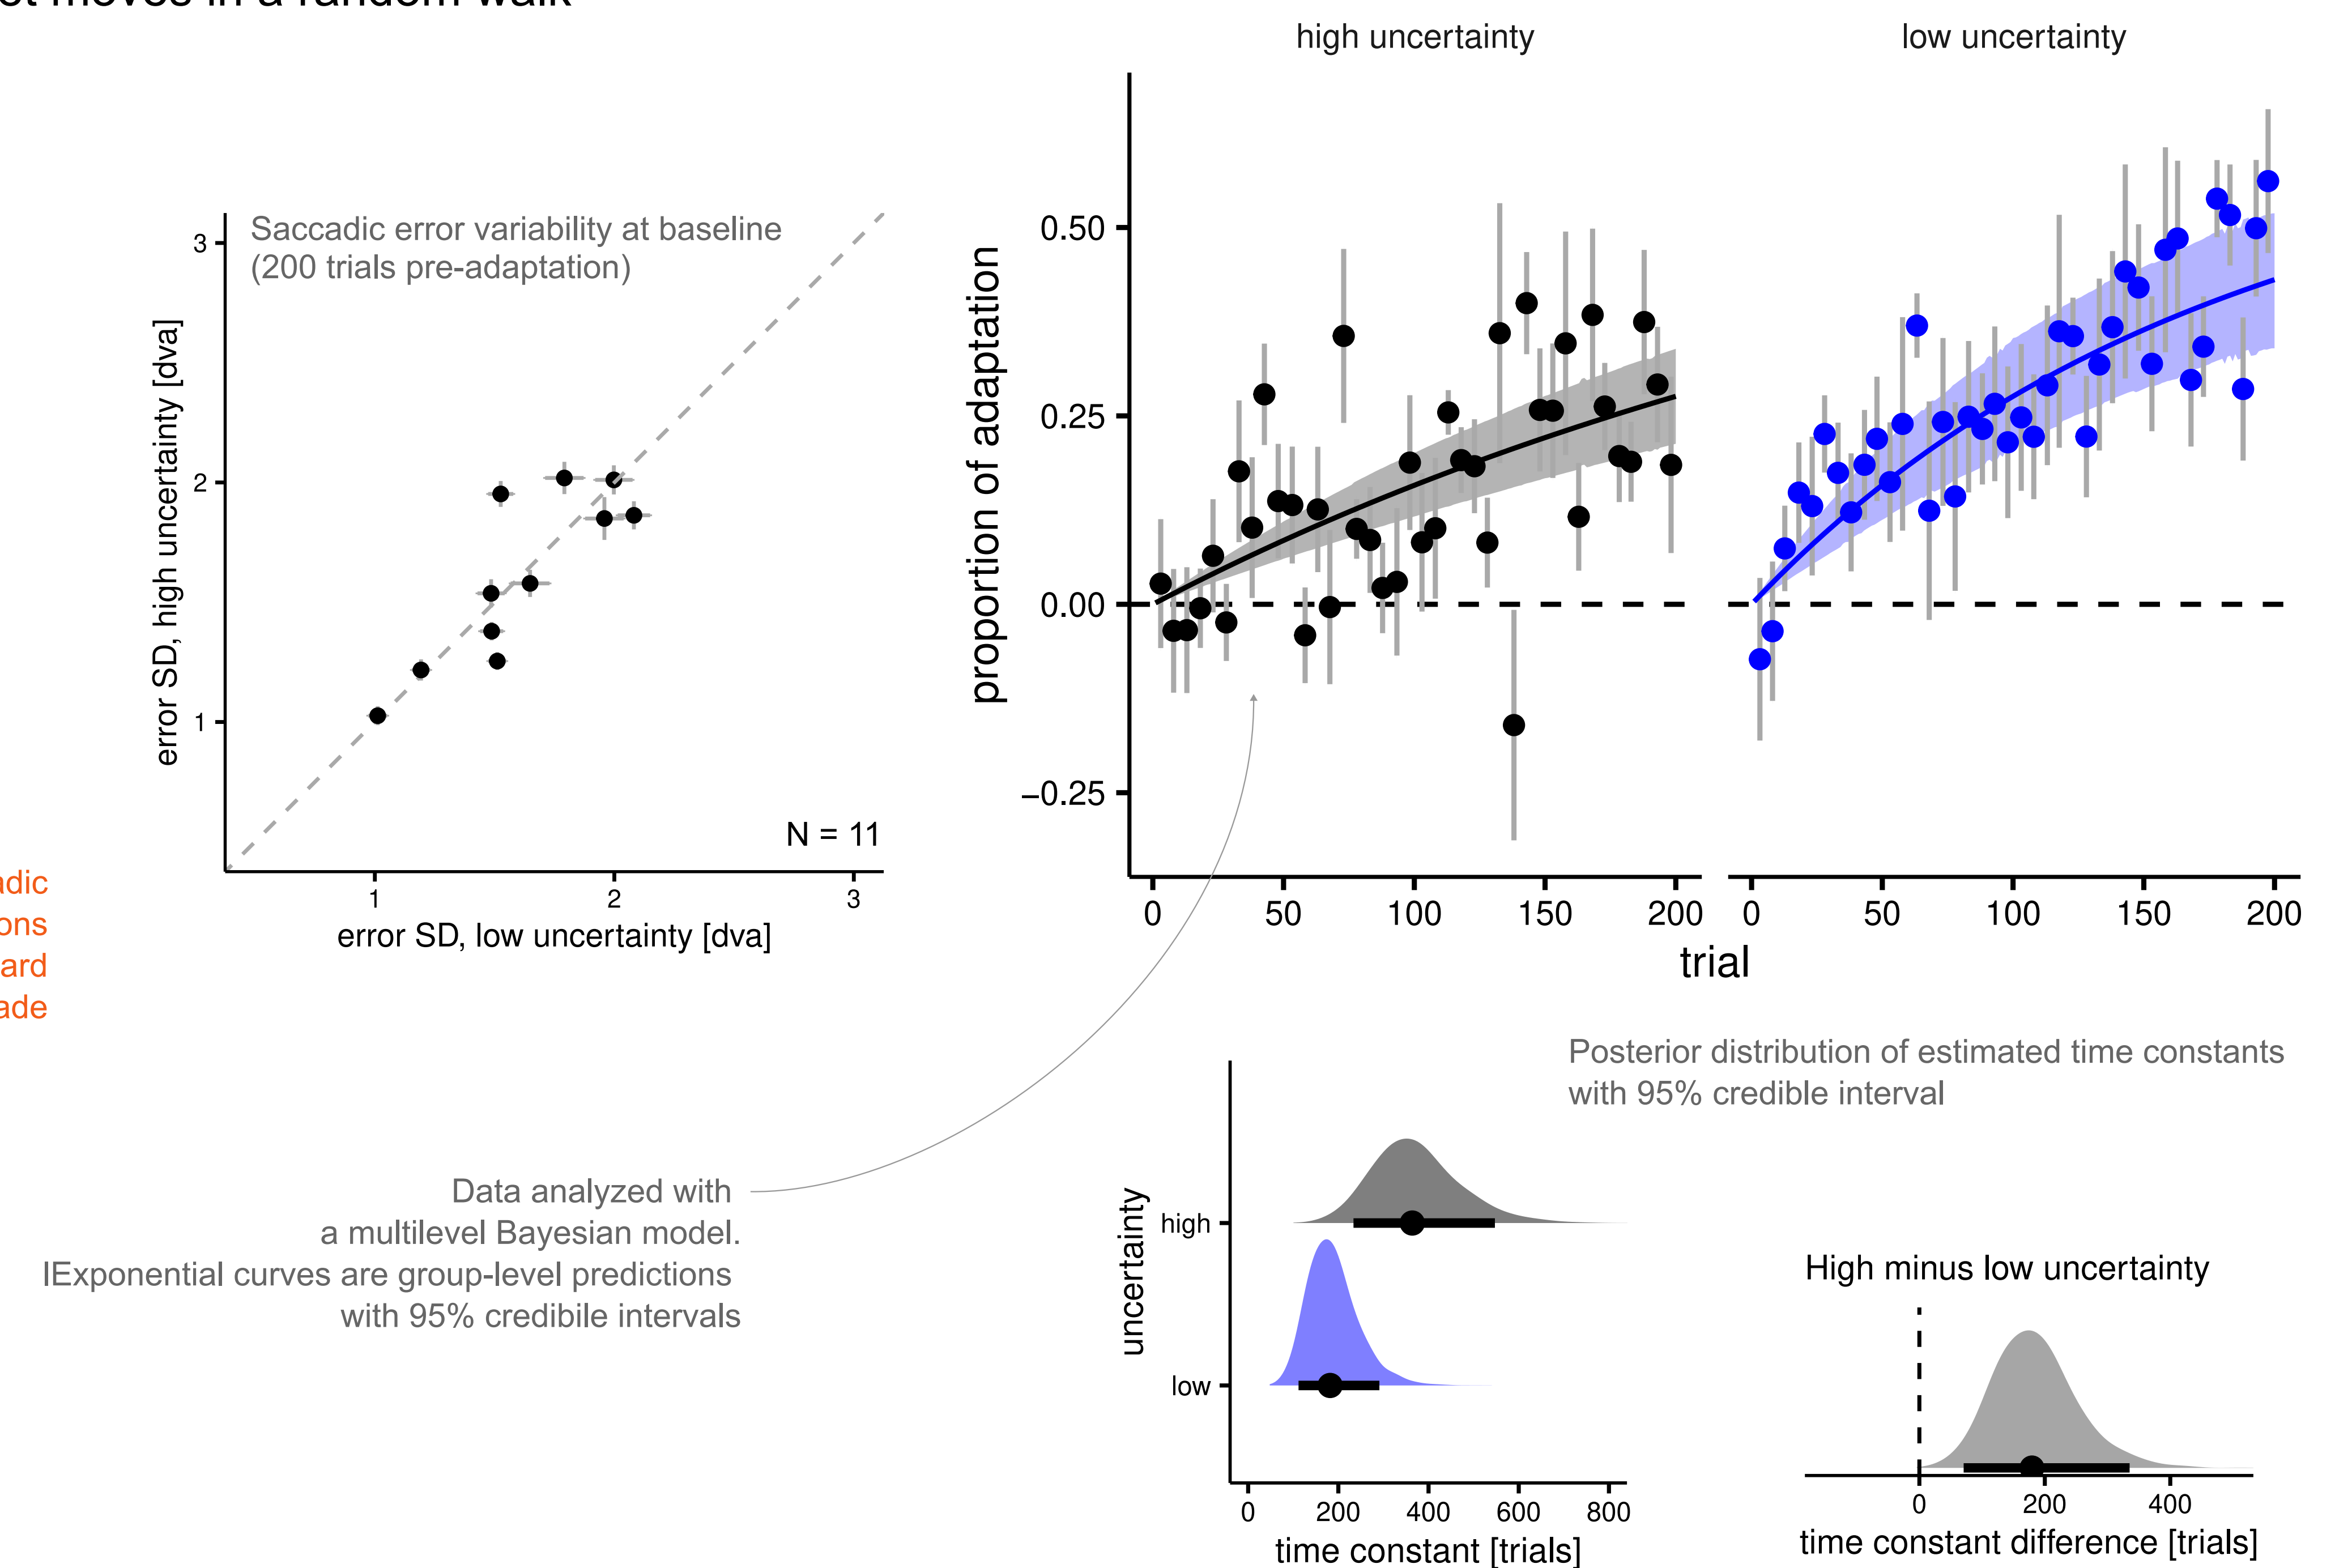 moves in a random walk
high uncertainty
low uncertainty
Saccadic error variability at baseline
(200 trials pre-adaptation)
3
2
1
error SD, high uncertainty [dva]
N = 11
1 2 3
error SD, low uncertainty [dva]
proportion of adaptation
0.50
0.25
0.00
−0.25
0 50 100 150 200
0 50 100 150 200
trial
Data analyzed with
a multilevel Bayesian model.
IExponential curves are group-level predictions
with 95% credibile intervals
Posterior distribution of estimated time constants
with 95% credible interval
uncertainty
high
low
0 200 400 600 800
time constant [trials]
High minus low uncertainty
0 200 400
time constant difference [trials]